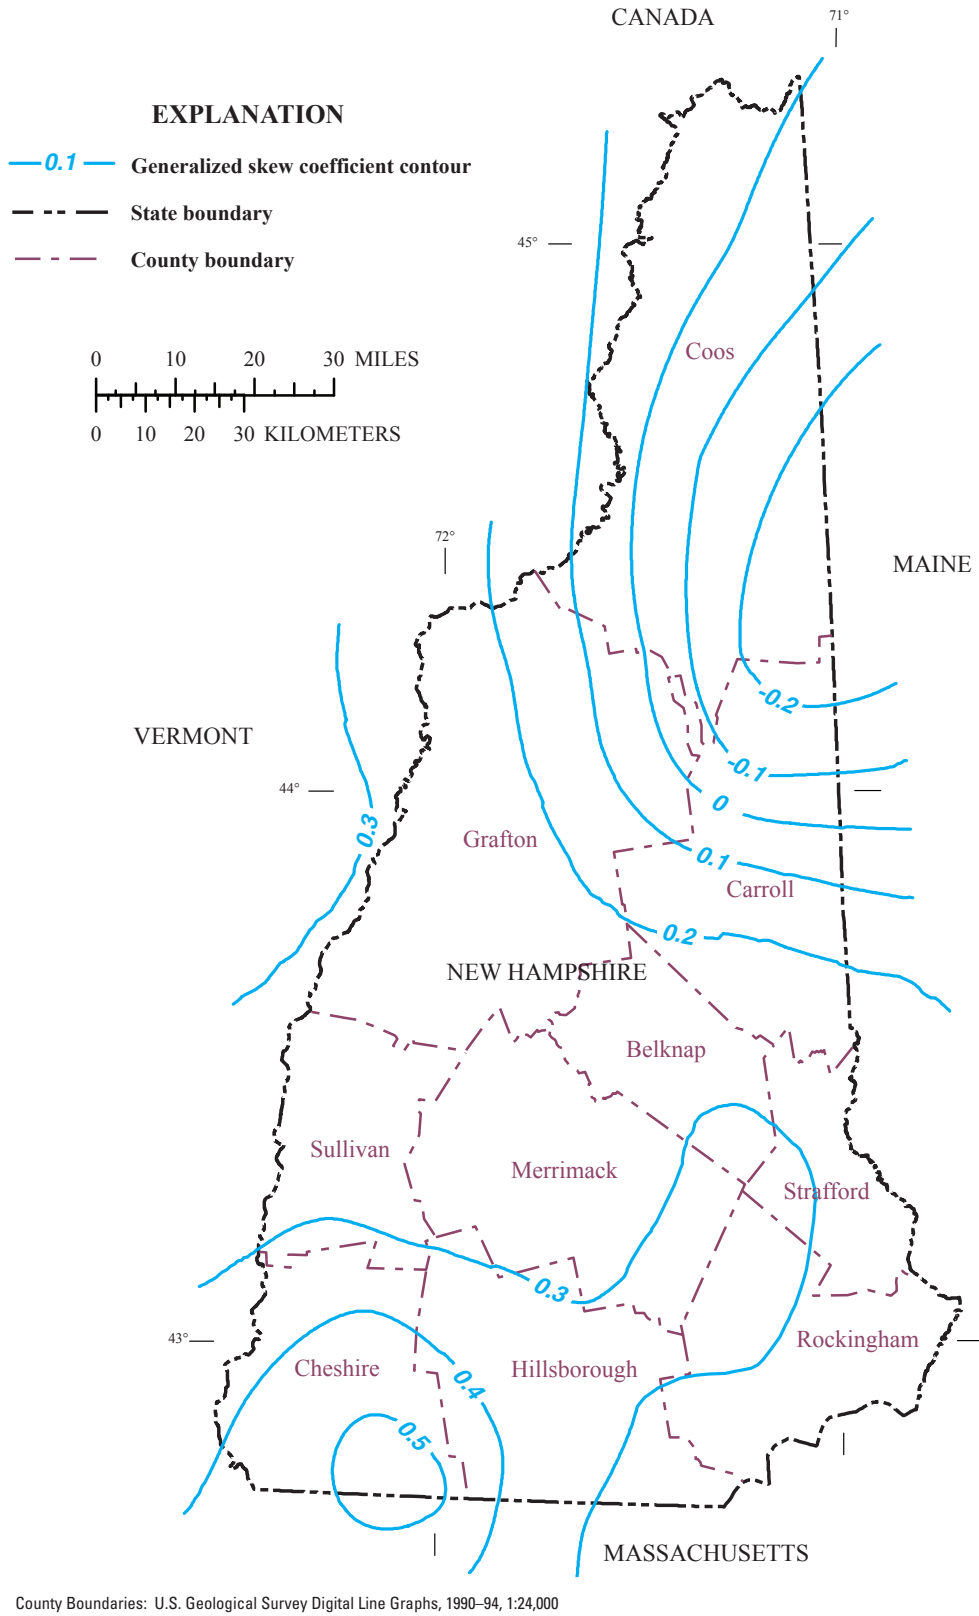 CANADA
71°
EXPLANATION
0.1 Generalized skew coefficient contour
State boundary
County boundary
45°
0 10 20 30 MILES
0 10 20 30 KILOMETERS
Coos
72°
MAINE
-0.2
VERMONT
-0.1
44°
0
0.3
Grafton
0.1
Carroll
0.2
NEW HAMPSHIRE
Belknap
Sullivan
Merrimack
Strafford
0.3
43°
Rockingham
Cheshire
Hillsborough
0.4
0.5
MASSACHUSETTS
County Boundaries: U.S. Geological Survey Digital Line Graphs, 1990–94, 1:24,000